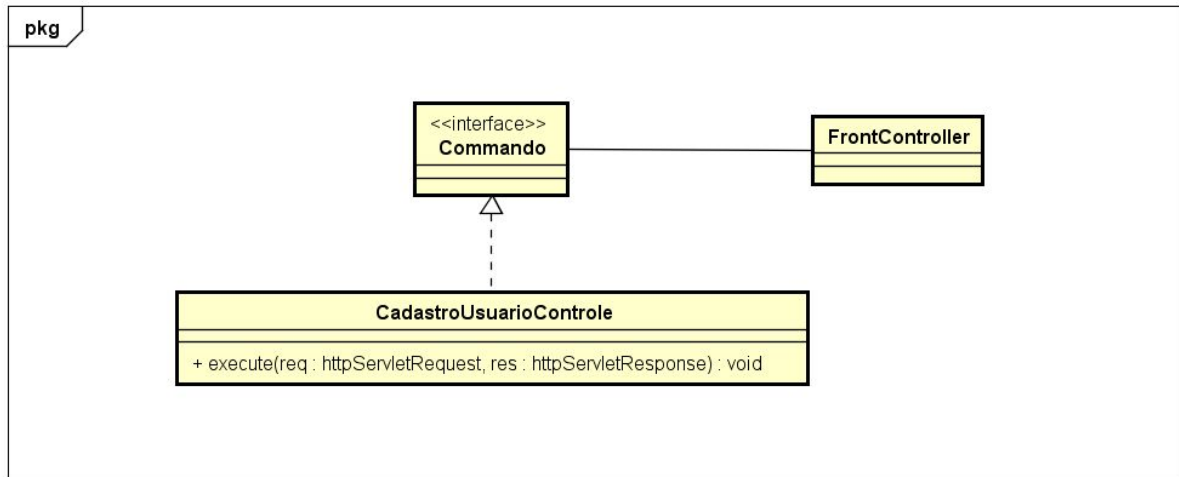 pkg
<<interface>>
Commando
FrontController
CadastroUsuarioControle
+ execute(req : httpServletRequest, res : httpServletResponse) : void